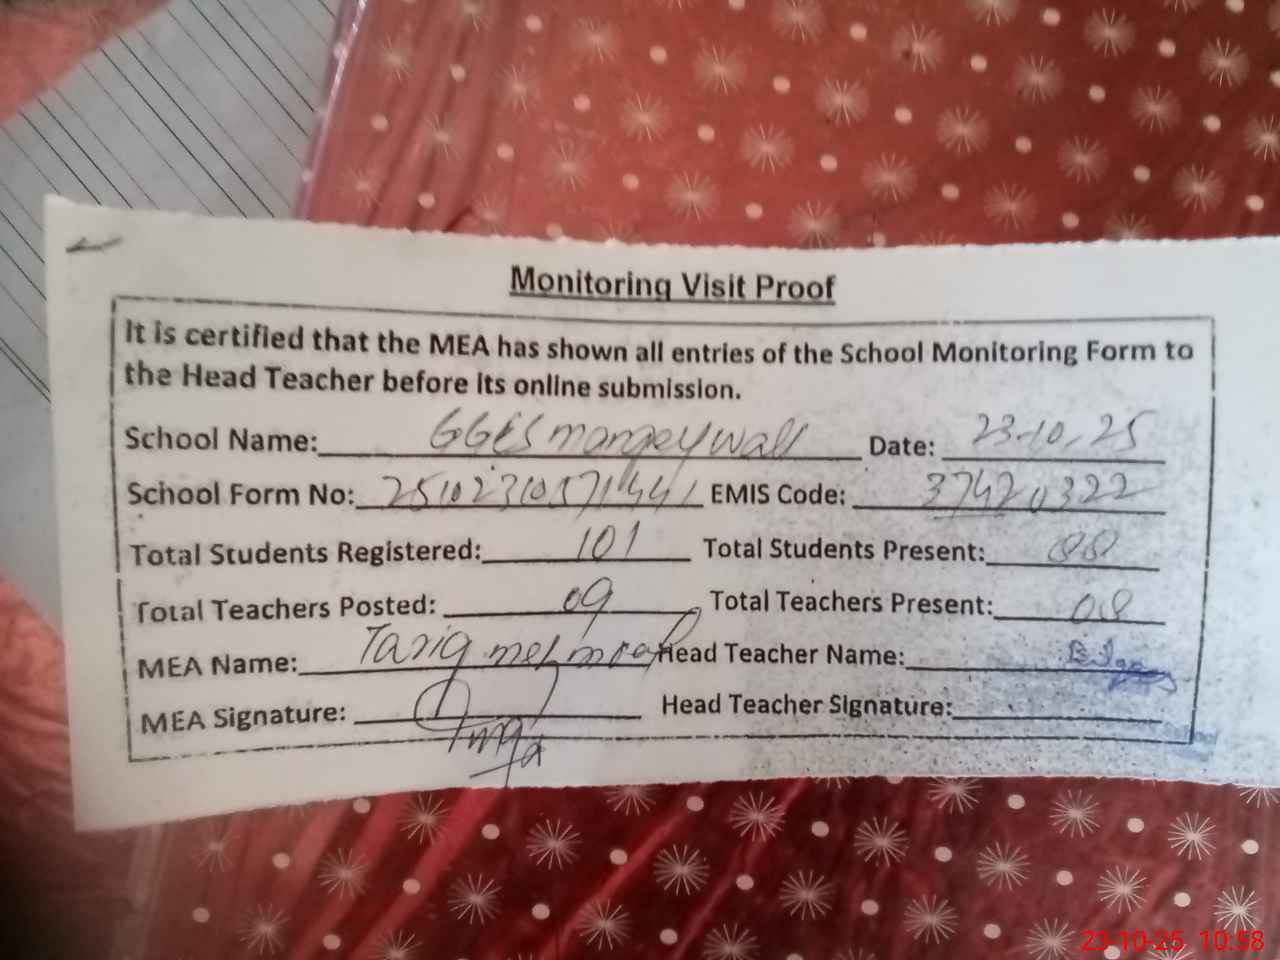 Monitoring Visit Proof
It is certified that the MEA has shown all entries of the School Monitoring Form to
the Head Teacher before its online submission.
School Name: GGES mangeywall Date: 23-10-25
School Form No: EMIS Code: 37420322
Total Students Registered: 101 Total Students Present: 88
Total Teachers Posted: 09 Total Teachers Present: 08
MEA Name: Tariq mehmood Head Teacher Name:
MEA Signature: Head Teacher Signature:
23-10-25 10:58